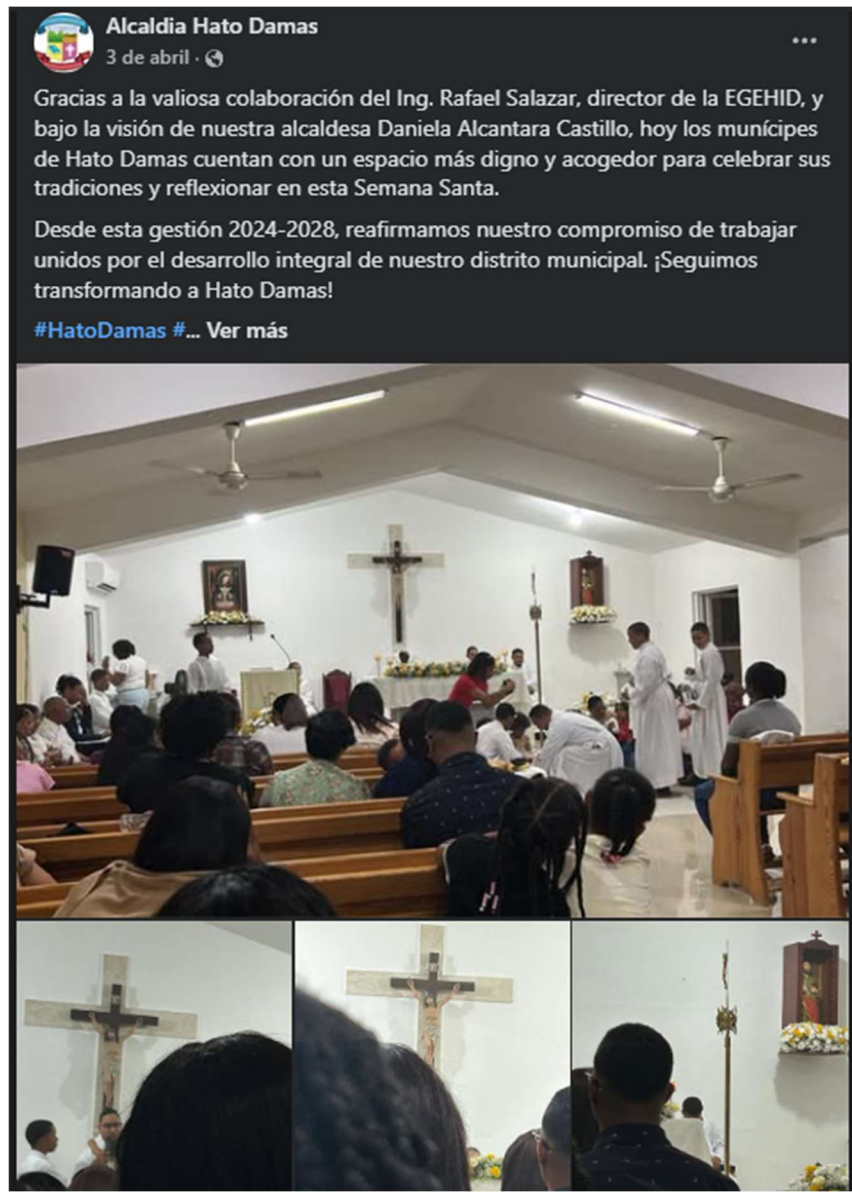 Alcaldia Hato Damas
3 de abril ·
Gracias a la valiosa colaboración del Ing. Rafael Salazar, director de la EGEHID, y
bajo la visión de nuestra alcaldesa Daniela Alcantara Castillo, hoy los munícipes
de Hato Damas cuentan con un espacio más digno y acogedor para celebrar sus
tradiciones y reflexionar en esta Semana Santa.
Desde esta gestión 2024-2028, reafirmamos nuestro compromiso de trabajar
unidos por el desarrollo integral de nuestro distrito municipal. ¡Seguimos
transformando a Hato Damas!
#HatoDamas #... Ver más